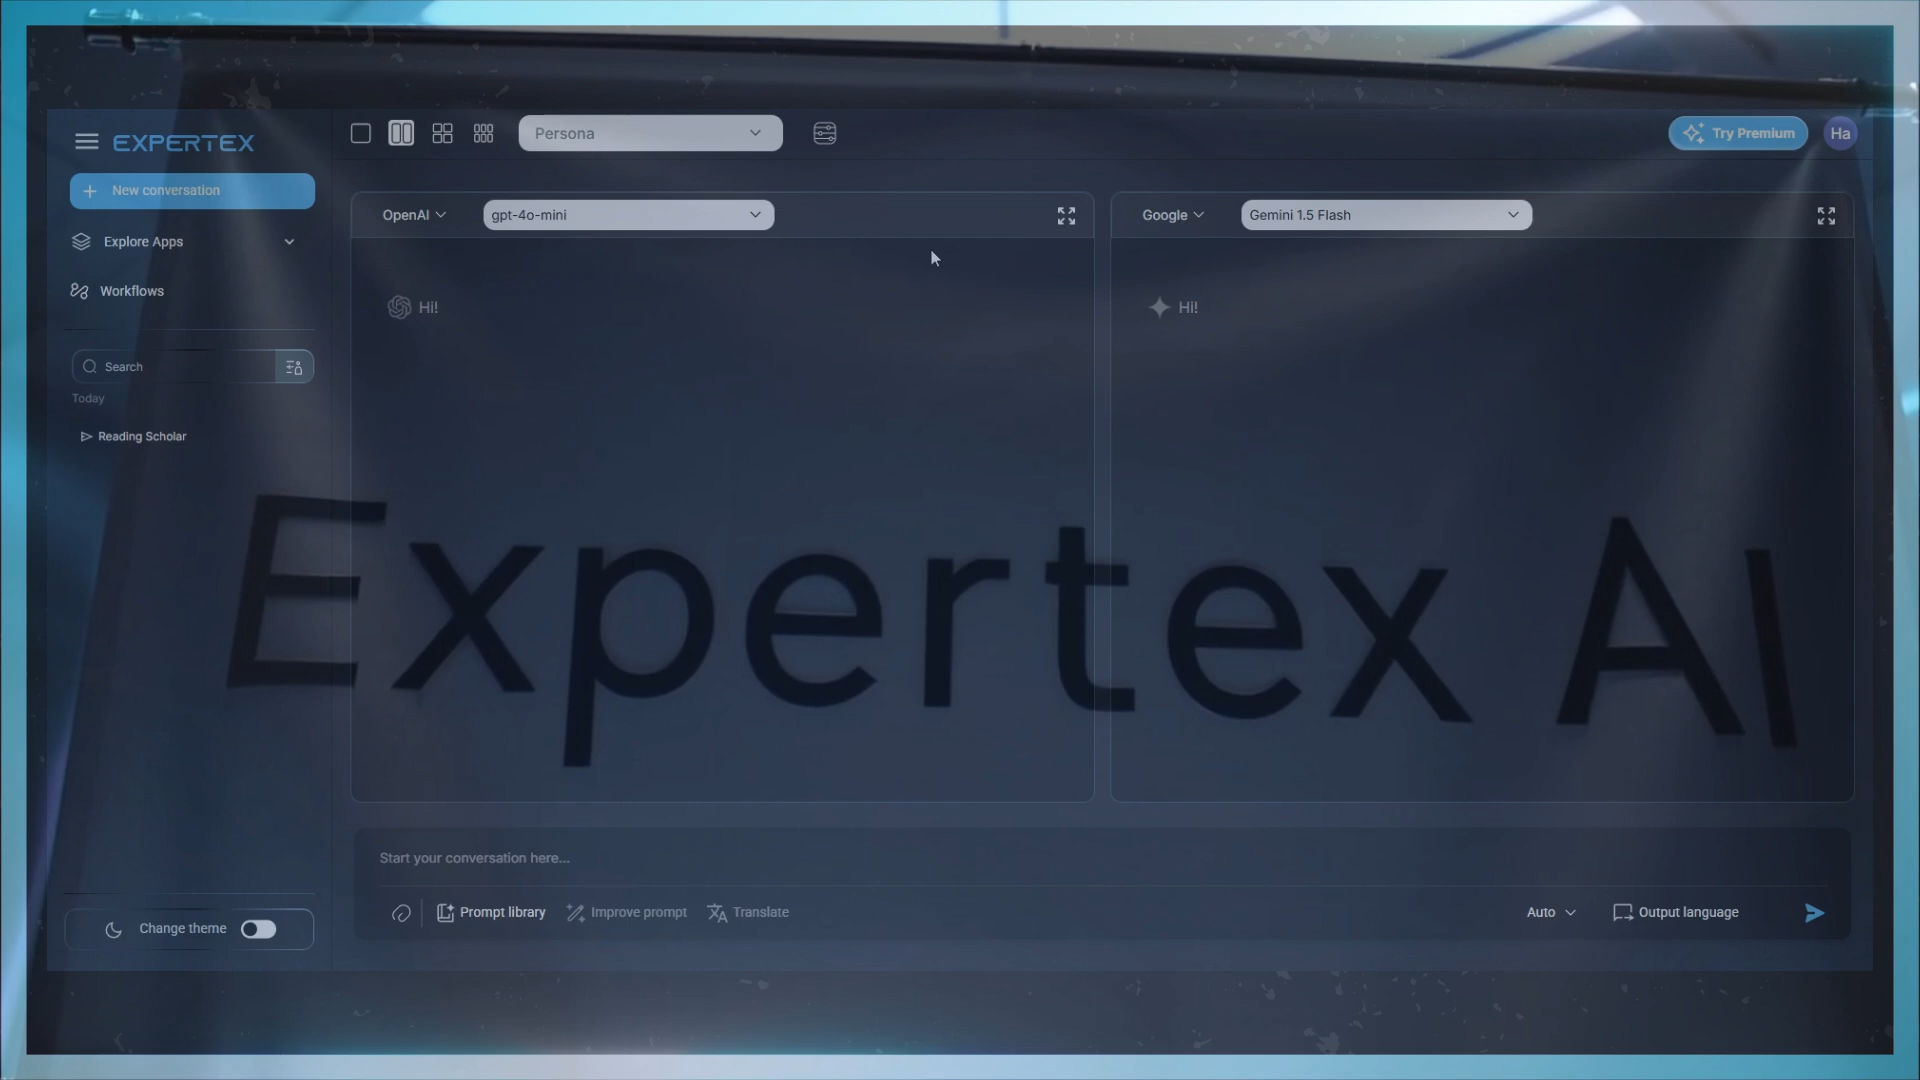 EXPERTEX
Persona
Try Premium
Ha
New conversation
OpenAI
gpt-4o-mini
Google
Gemini 1.5 Flash
Explore Apps
Workflows
Hi!
Hi!
Search
Today
Reading Scholar
Expertex AI
Start your conversation here...
Change theme
Prompt library
Improve prompt
Translate
Auto
Output language